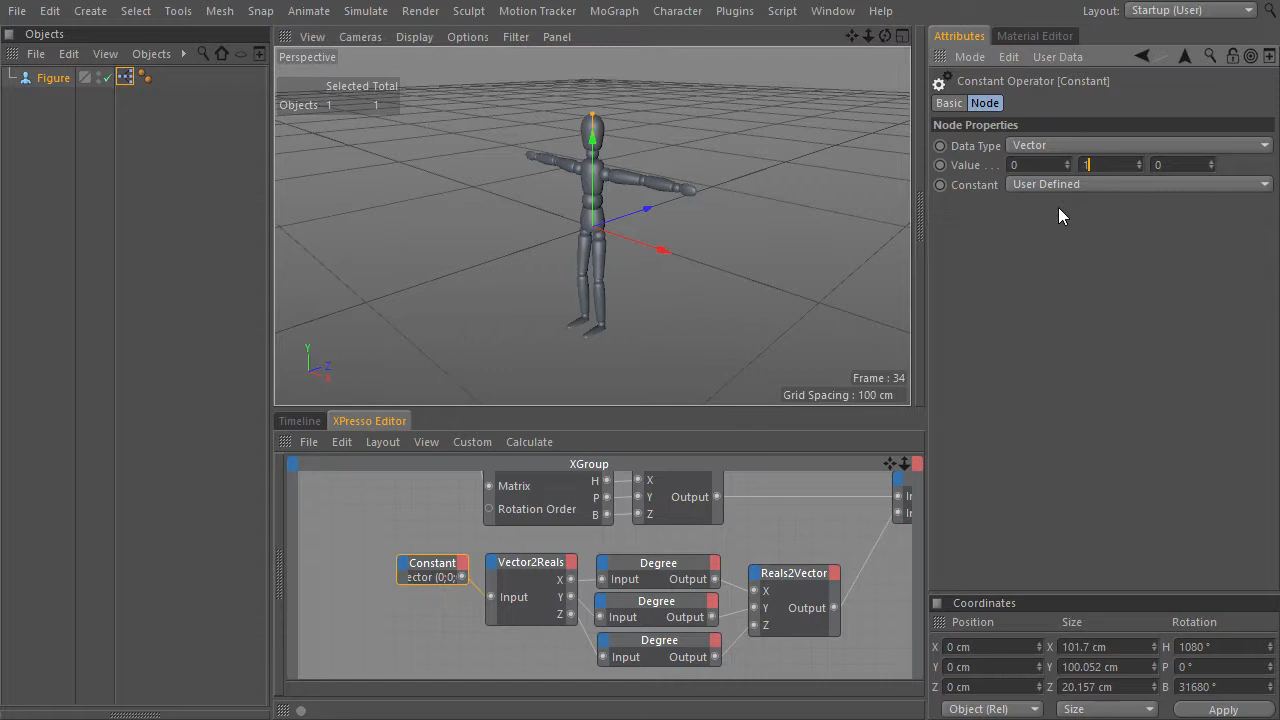 File Edit Create Select Tools Mesh Snap Animate Simulate Render Sculpt Motion Tracker MoGraph Character Plugins Script Window Help Layout: Startup (User)
Objects
File Edit View Objects
Figure
View Cameras Display Options Filter Panel
Perspective
Selected Total
Objects 1 1
Y
Z
X
Frame : 34
Grid Spacing : 100 cm
Timeline XPresso Editor
File Edit Layout View Custom Calculate
XGroup
Matrix H
Rotation Order P
B
X
Y Output
Z
Constant
ector (0;0;
Vector2Reals
X
Input Y
Z
Degree
Input Output
Degree
Input Output
Degree
Input Output
Reals2Vector
X
Y Output
Z
Attributes Material Editor
Mode Edit User Data
Constant Operator [Constant]
Basic Node
Node Properties
Data Type Vector
Value . . . 0 1 0
Constant User Defined
Coordinates
Position Size Rotation
X 0 cm X 101.7 cm H 1080 °
Y 0 cm Y 100.052 cm P 0 °
Z 0 cm Z 20.157 cm B 31680 °
Object (Rel) Size Apply